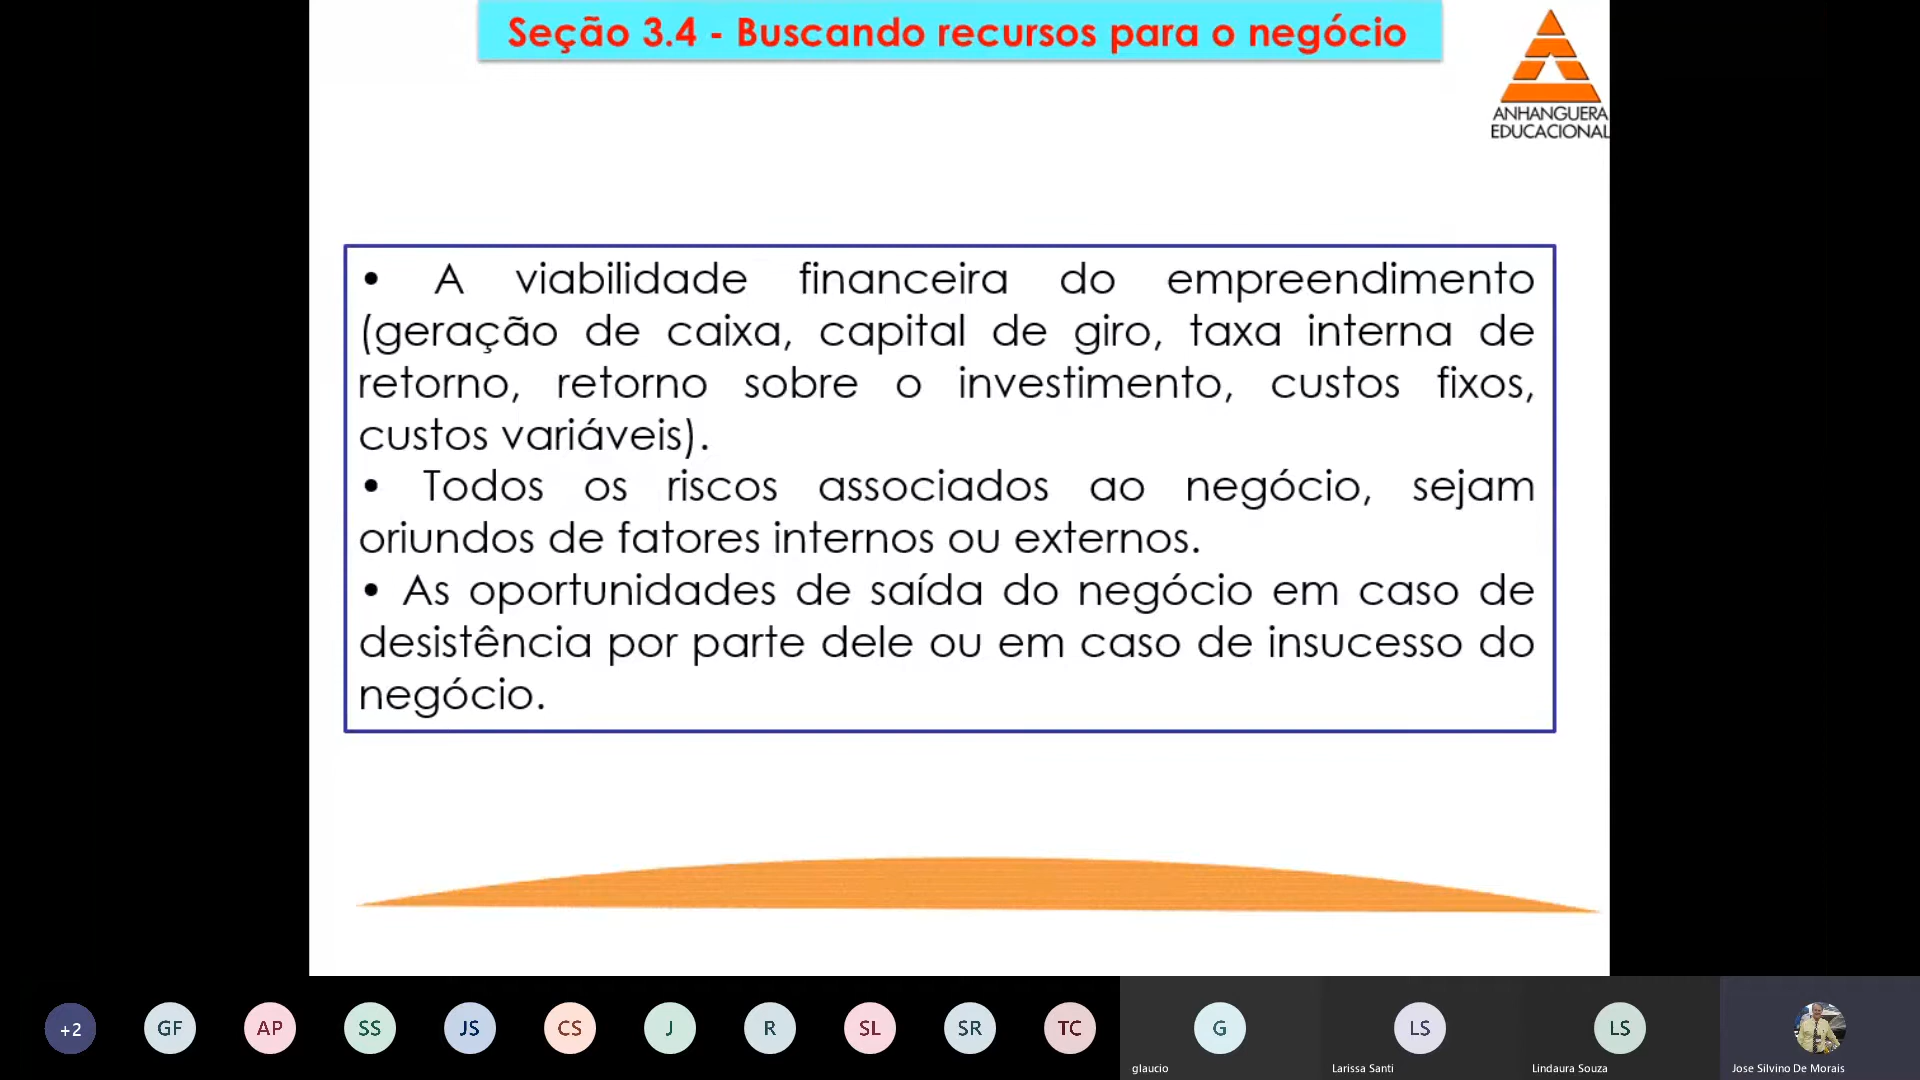 Seção 3.4 - Buscando recursos para o negócio
ANHANGUERA
EDUCACIONAL
• A viabilidade financeira do empreendimento
(geração de caixa, capital de giro, taxa interna de
retorno, retorno sobre o investimento, custos fixos,
custos variáveis).
• Todos os riscos associados ao negócio, sejam
oriundos de fatores internos ou externos.
• As oportunidades de saída do negócio em caso de
desistência por parte dele ou em caso de insucesso do
negócio.
+2 GF AP SS JS CS J R SL SR TC G LS LS
glaucio Larissa Santi Lindaura Souza Jose Silvino De Morais